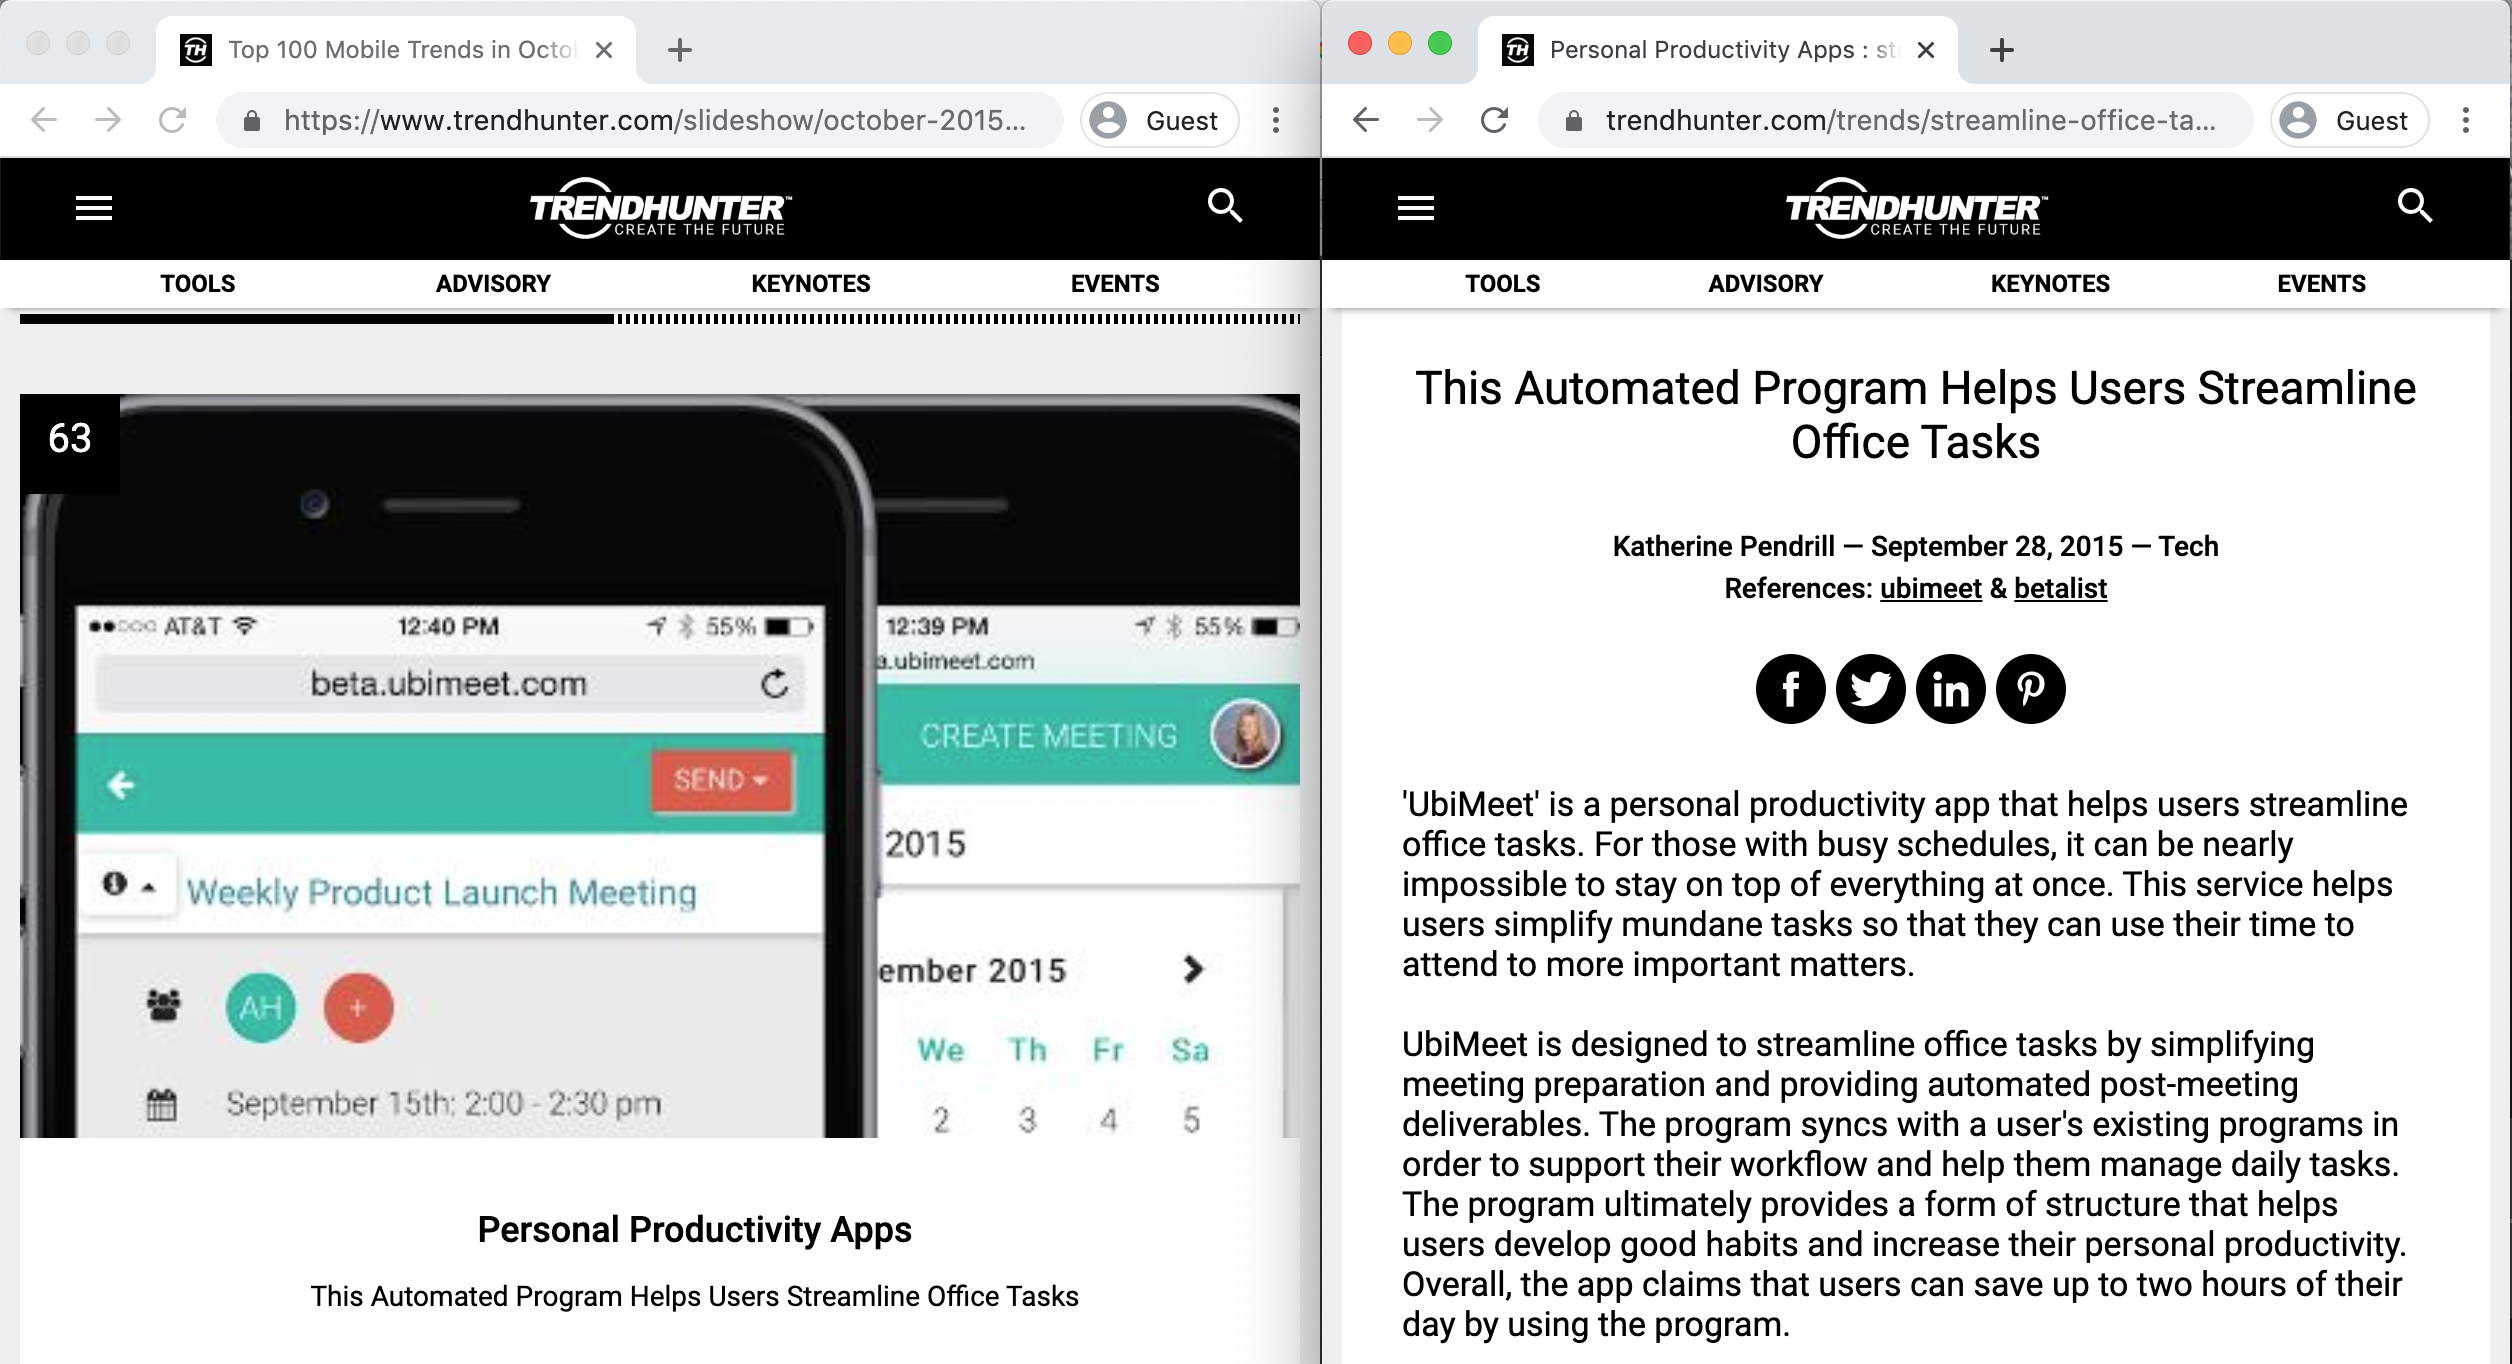 Top 100 Mobile Trends in Octo
https://www.trendhunter.com/slideshow/october-2015...
Guest
TRENDHUNTER™
CREATE THE FUTURE
TOOLS ADVISORY KEYNOTES EVENTS
63
AT&T 12:40 PM 55%
beta.ubimeet.com
SEND
Weekly Product Launch Meeting
AH +
September 15th: 2:00 - 2:30 pm
12:39 PM 55%
a.ubimeet.com
CREATE MEETING
2015
ember 2015
We Th Fr Sa
2 3 4 5
Personal Productivity Apps
This Automated Program Helps Users Streamline Office Tasks
Personal Productivity Apps : st
trendhunter.com/trends/streamline-office-ta...
Guest
TRENDHUNTER™
CREATE THE FUTURE
TOOLS ADVISORY KEYNOTES EVENTS
This Automated Program Helps Users Streamline
Office Tasks
Katherine Pendrill — September 28, 2015 — Tech
References: ubimeet & betalist
'UbiMeet' is a personal productivity app that helps users streamline
office tasks. For those with busy schedules, it can be nearly
impossible to stay on top of everything at once. This service helps
users simplify mundane tasks so that they can use their time to
attend to more important matters.
UbiMeet is designed to streamline office tasks by simplifying
meeting preparation and providing automated post-meeting
deliverables. The program syncs with a user's existing programs in
order to support their workflow and help them manage daily tasks.
The program ultimately provides a form of structure that helps
users develop good habits and increase their personal productivity.
Overall, the app claims that users can save up to two hours of their
day by using the program.